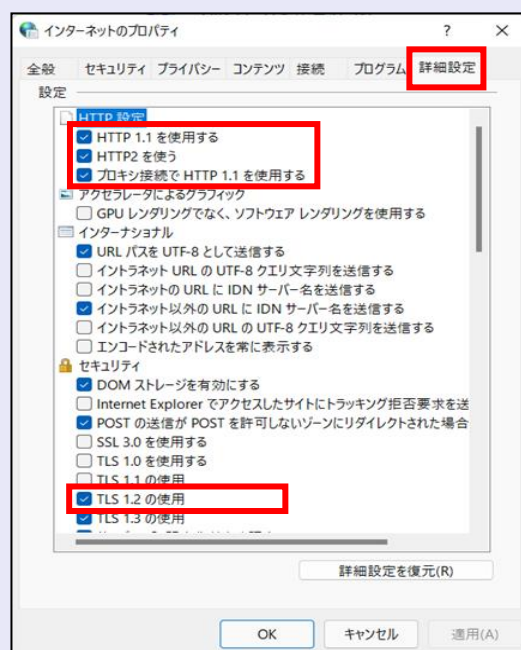 インターネットのプロパティ
?
×
全般 セキュリティ プライバシー コンテンツ 接続 プログラム 詳細設定
設定
HTTP 設定
HTTP 1.1 を使用する
HTTP2 を使う
プロキシ接続で HTTP 1.1 を使用する
アクセラレータによるグラフィック
GPU レンダリングでなく、ソフトウェア レンダリングを使用する
インターナショナル
URL パスを UTF-8 として送信する
イントラネット URL の UTF-8 クエリ文字列を送信する
イントラネットの URL に IDN サーバー名を送信する
イントラネット以外の URL に IDN サーバー名を送信する
イントラネット以外の URL の UTF-8 クエリ文字列を送信する
エンコードされたアドレスを常に表示する
セキュリティ
DOM ストレージを有効にする
Internet Explorer でアクセスしたサイトにトラッキング拒否要求を送
POST の送信が POST を許可しないゾーンにリダイレクトされた場合
SSL 3.0 を使用する
TLS 1.0 を使用する
TLS 1.1 の使用
TLS 1.2 の使用
TLS 1.3 の使用
詳細設定を復元(R)
OK キャンセル 適用(A)